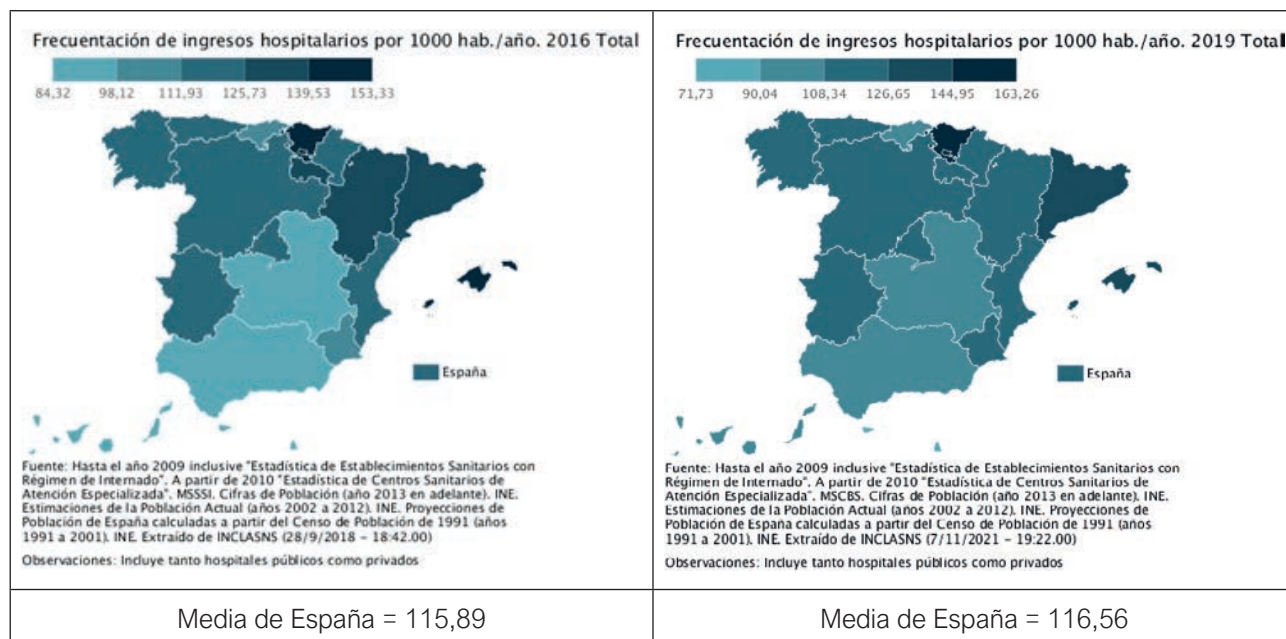 Frecuentación de ingresos hospitalarios por 1000 hab./año. 2016 Total
84,32 98,12 111,93 125,73 139,53 153,33
España
Fuente: Hasta el año 2009 inclusive "Estadística de Establecimientos Sanitarios con
Régimen de Internado". A partir de 2010 "Estadística de Centros Sanitarios de
Atención Especializada". MSSSI. Cifras de Población (año 2013 en adelante). INE.
Estimaciones de la Población Actual (años 2002 a 2012). INE. Proyecciones de
Población de España calculadas a partir del Censo de Población de 1991 (años
1991 a 2001). INE. Extraído de INCLASNS (28/9/2018 - 18:42.00)
Observaciones: Incluye tanto hospitales públicos como privados
Media de España = 115,89
Frecuentación de ingresos hospitalarios por 1000 hab./año. 2019 Total
71,73 90,04 108,34 126,65 144,95 163,26
España
Fuente: Hasta el año 2009 inclusive "Estadística de Establecimientos Sanitarios con
Régimen de Internado". A partir de 2010 "Estadística de Centros Sanitarios de
Atención Especializada". MSCBS. Cifras de Población (año 2013 en adelante). INE.
Estimaciones de la Población Actual (años 2002 a 2012). INE. Proyecciones de
Población de España calculadas a partir del Censo de Población de 1991 (años
1991 a 2001). INE. Extraído de INCLASNS (7/11/2021 - 19:22.00)
Observaciones: Incluye tanto hospitales públicos como privados
Media de España = 116,56